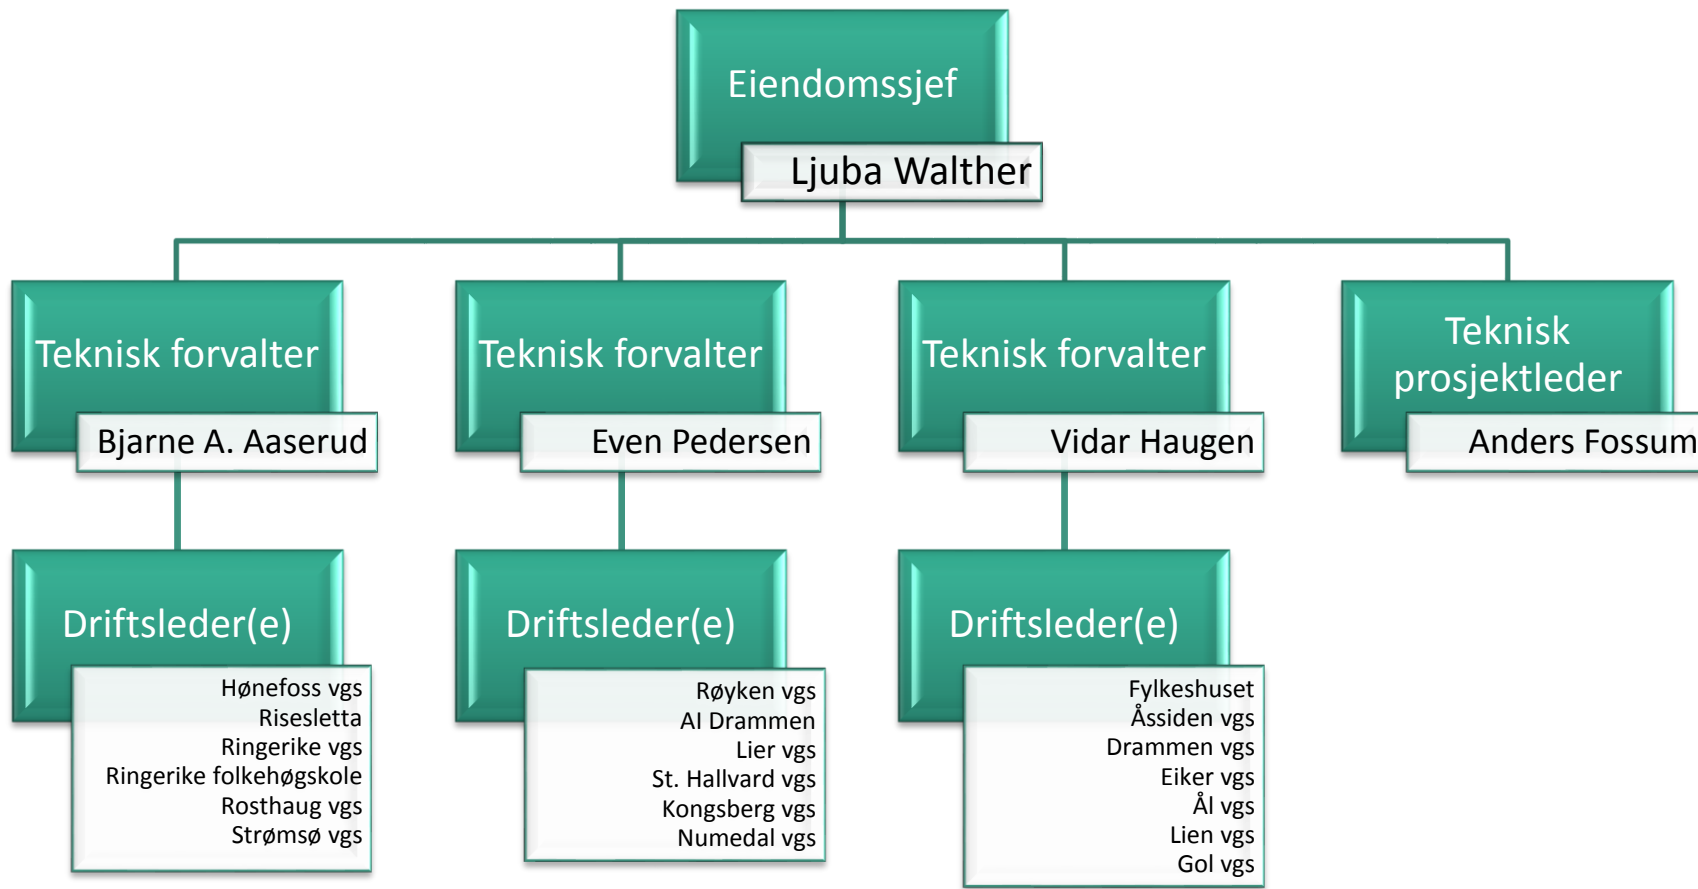 Eiendomssjef
Ljuba Walther
Teknisk forvalter
Bjarne A. Aaserud
Teknisk forvalter
Even Pedersen
Teknisk forvalter
Vidar Haugen
Teknisk
prosjektleder
Anders Fossum
Driftsleder(e)
Hønefoss vgs
Risesletta
Ringerike vgs
Ringerike folkehøgskole
Rosthaug vgs
Strømsø vgs
Driftsleder(e)
Røyken vgs
AI Drammen
Lier vgs
St. Hallvard vgs
Kongsberg vgs
Numedal vgs
Driftsleder(e)
Fylkeshuset
Åssiden vgs
Drammen vgs
Eiker vgs
Ål vgs
Lien vgs
Gol vgs